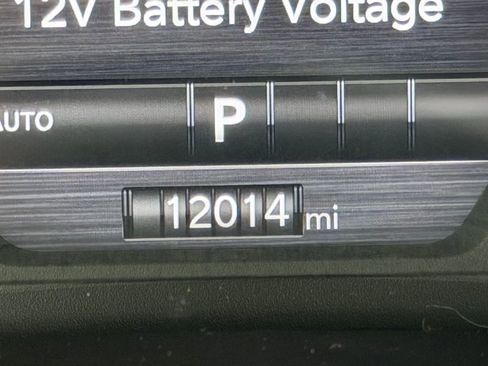 12V Battery Voltage
AUTO P
12014 mi